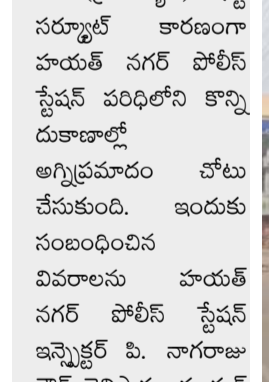 సర్క్యూట్ కారణంగా
హయత్ నగర్ పోలీస్
స్టేషన్ పరిధిలోని కొన్ని
దుకాణాల్లో
అగ్నిప్రమాదం చోటు
చేసుకుంది. ఇందుకు
సంబంధించిన
వివరాలను హయత్
నగర్ పోలీస్ స్టేషన్
ఇన్స్పెక్టర్ పి. నాగరాజు